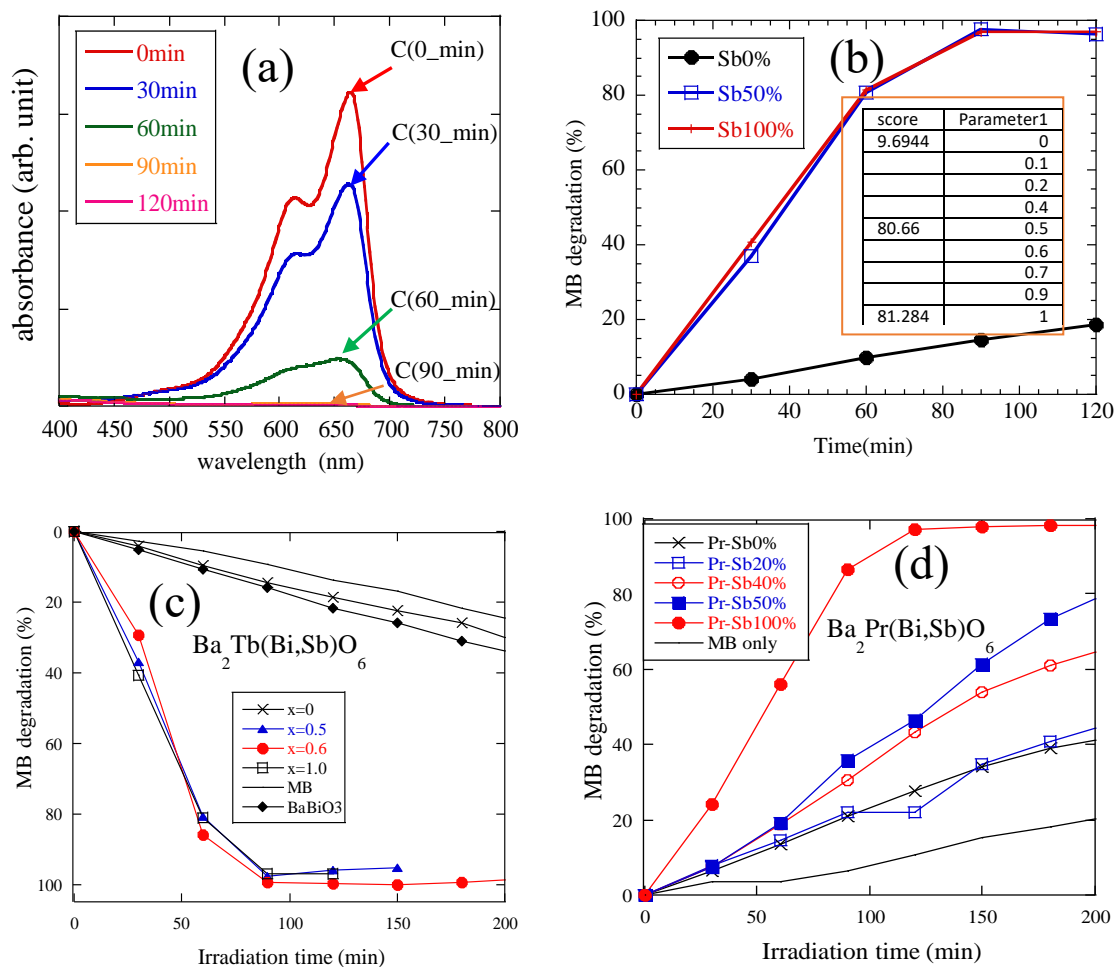 (a)
0min
30min
60min
90min
120min
C(0_min)
C(30_min)
C(60_min)
C(90_min)
absorbance (arb. unit)
400 450 500 550 600 650 700 750 800
wavelength (nm)
(b)
100
80
60
40
20
0
MB degradation (%)
Sb0%
Sb50%
Sb100%
score Parameter1
9.6944 0
0.1
0.2
0.4
80.66 0.5
0.6
0.7
0.9
81.284 1
0 20 40 60 80 100 120
Time(min)
(c)
0
20
40
60
80
100
MB degradation (%)
Ba2Tb(Bi,Sb)O6
x=0
x=0.5
x=0.6
x=1.0
MB
BaBiO3
0 50 100 150 200
Irradiation time (min)
(d)
100
80
60
40
20
0
MB degradation (%)
Pr-Sb0%
Pr-Sb20%
Pr-Sb40%
Pr-Sb50%
Pr-Sb100%
MB only
Ba2Pr(Bi,Sb)O6
0 50 100 150 200
Irradiation time (min)